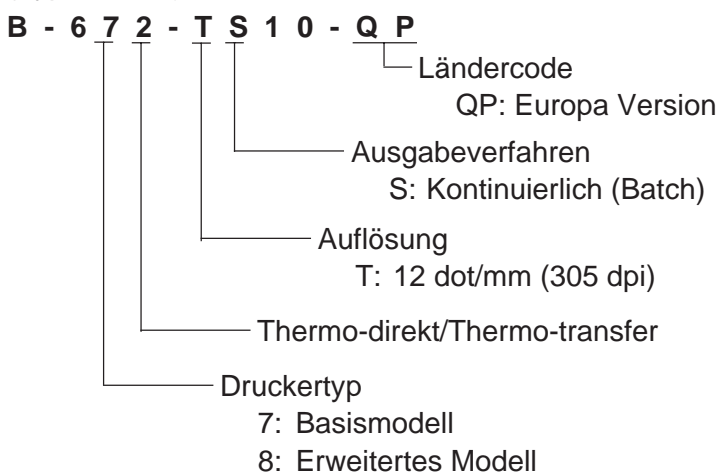 B - 6 7 2 - T S 1 0 - Q P
Ländercode
QP: Europa Version
Ausgabeverfahren
S: Kontinuierlich (Batch)
Auflösung
T: 12 dot/mm (305 dpi)
Thermo-direkt/Thermo-transfer
Druckertyp
7: Basismodell
8: Erweitertes Modell